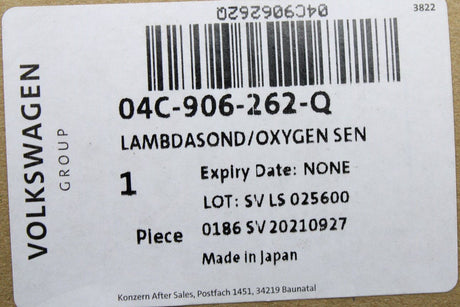 04C906262Q
3822
04C-906-262-Q
LAMBDASOND/OXYGEN SEN
1
Piece
Expiry Date: NONE
LOT: SV LS 025600
0186 SV 20210927
Made in Japan
Konzern After Sales, Postfach 1451, 34219 Baunatal
VOLKSWAGEN
GROUP